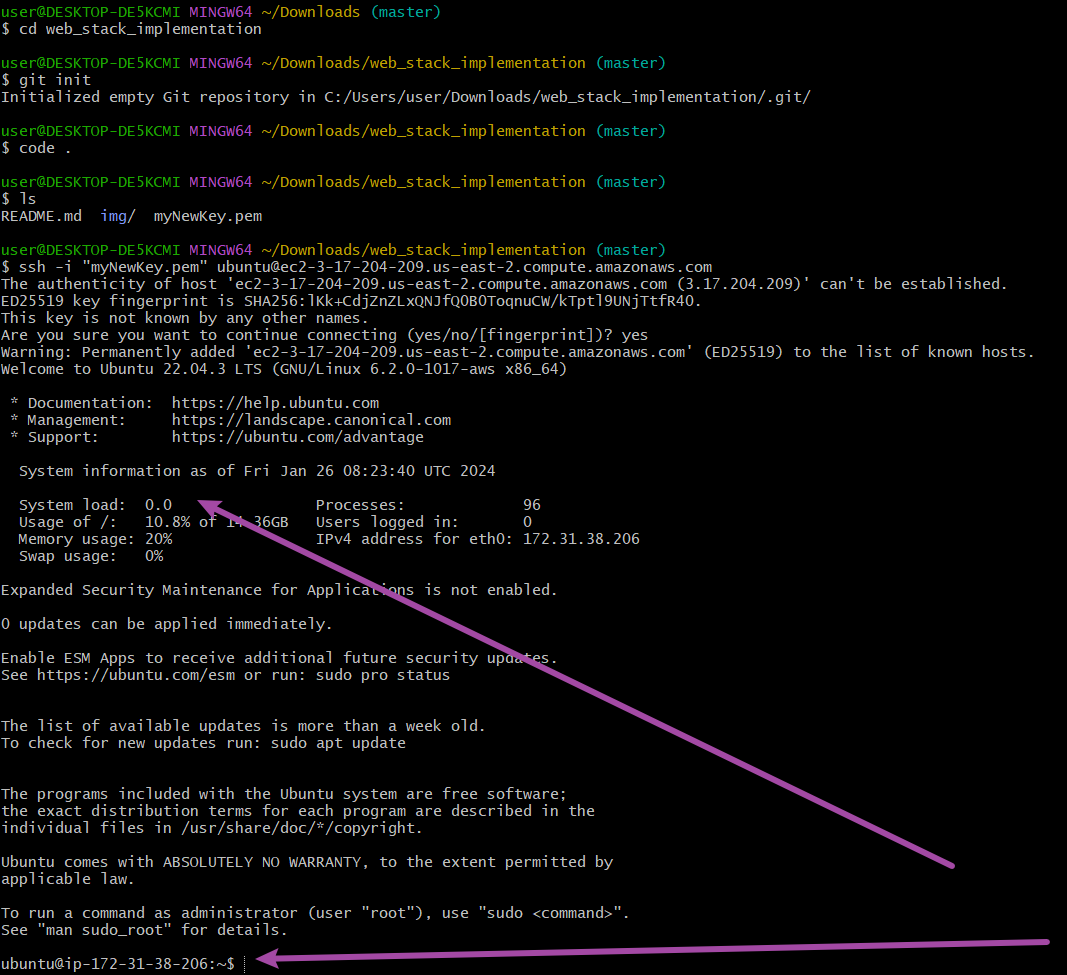 user@DESKTOP-DE5KCMI MINGW64 ~/Downloads (master)
$ cd web_stack_implementation
user@DESKTOP-DE5KCMI MINGW64 ~/Downloads/web_stack_implementation (master)
$ git init
Initialized empty Git repository in C:/Users/user/Downloads/web_stack_implementation/.git/
user@DESKTOP-DE5KCMI MINGW64 ~/Downloads/web_stack_implementation (master)
$ code .
user@DESKTOP-DE5KCMI MINGW64 ~/Downloads/web_stack_implementation (master)
$ ls
README.md  img/  myNewKey.pem
user@DESKTOP-DE5KCMI MINGW64 ~/Downloads/web_stack_implementation (master)
$ ssh -i "myNewKey.pem" ubuntu@ec2-3-17-204-209.us-east-2.compute.amazonaws.com
The authenticity of host 'ec2-3-17-204-209.us-east-2.compute.amazonaws.com (3.17.204.209)' can't be established.
ED25519 key fingerprint is SHA256:lKk+CdjZnZLxQNJfQ0B0ToqnuCW/kTptl9UNjTtfR40.
This key is not known by any other names.
Are you sure you want to continue connecting (yes/no/[fingerprint])? yes
Warning: Permanently added 'ec2-3-17-204-209.us-east-2.compute.amazonaws.com' (ED25519) to the list of known hosts.
Welcome to Ubuntu 22.04.3 LTS (GNU/Linux 6.2.0-1017-aws x86_64)
 * Documentation:  https://help.ubuntu.com
 * Management:     https://landscape.canonical.com
 * Support:        https://ubuntu.com/advantage
  System information as of Fri Jan 26 08:23:40 UTC 2024
  System load:  0.0                Processes:             96
  Usage of /:   10.8% of 14.36GB   Users logged in:       0
  Memory usage: 20%                IPv4 address for eth0: 172.31.38.206
  Swap usage:   0%
Expanded Security Maintenance for Applications is not enabled.
0 updates can be applied immediately.
Enable ESM Apps to receive additional future security updates.
See https://ubuntu.com/esm or run: sudo pro status
The list of available updates is more than a week old.
To check for new updates run: sudo apt update
The programs included with the Ubuntu system are free software;
the exact distribution terms for each program are described in the
individual files in /usr/share/doc/*/copyright.
Ubuntu comes with ABSOLUTELY NO WARRANTY, to the extent permitted by
applicable law.
To run a command as administrator (user "root"), use "sudo <command>".
See "man sudo_root" for details.
ubuntu@ip-172-31-38-206:~$